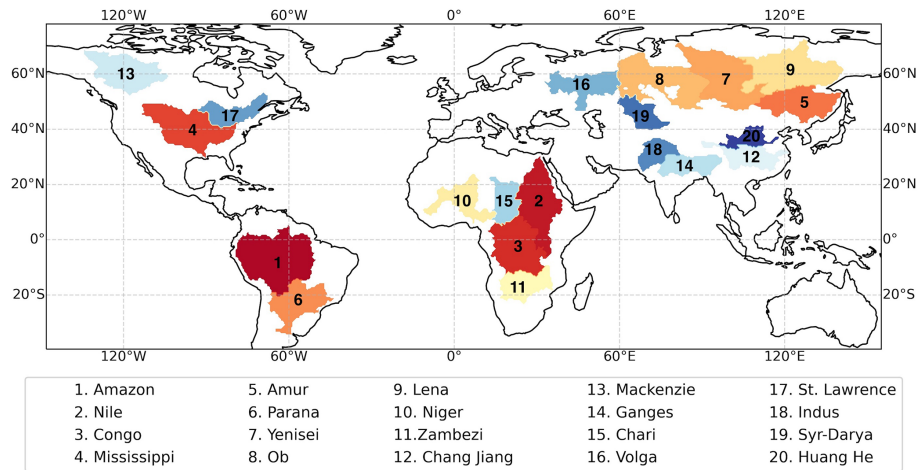 120°W 60°W 0° 60°E 120°E
60°N 60°N
40°N 40°N
20°N 20°N
0° 0°
20°S 20°S
13
9
8
7
16
5
17
19
4
20
18
12
14
10
15
2
3
1
11
6
120°W 60°W 0° 60°E 120°E
1. Amazon 5. Amur 9. Lena 13. Mackenzie 17. St. Lawrence
2. Nile 6. Parana 10. Niger 14. Ganges 18. Indus
3. Congo 7. Yenisei 11.Zambezi 15. Chari 19. Syr-Darya
4. Mississippi 8. Ob 12. Chang Jiang 16. Volga 20. Huang He